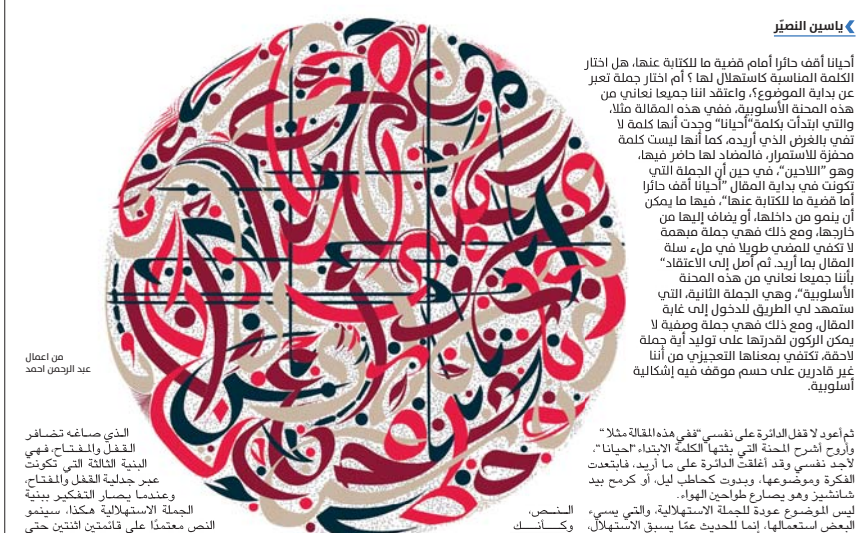 ياسين النصيّر
أحيانا أقف حائرا أمام قضية ما للكتابة عنها، هل اختار
الكلمة المناسبة كاستهلال لها ؟ أم اختار جملة تعبر
عن بداية الموضوع؟، واعتقد اننا جميعا نعاني من
هذه المحنة الأسلوبية، ففي هذه المقالة مثلا،
والتي ابتدأت بكلمة“أحيانا” وجدت أنها كلمة لا
تفي بالغرض الذي أريده، كما أنها ليست كلمة
محفزة للاستمرار، فالمضاد لها حاضر فيها،
وهو "اللاحين"، في حين أن الجملة التي
تكونت في بداية المقال "أحيانا أقف حائرا
أما قضية ما للكتابة عنها"، فيها ما يمكن
أن ينمو من داخلها، أو يضاف إليها من
خارجها، ومع ذلك فهي جملة مبهمة
لا تكفي للمضي طويلا في ملء سلة
المقال بما أريد. ثم أصل إلى الاعتقاد"
بأننا جميعا نعاني من هذه المحنة
الأسلوبية"، وهي الجملة الثانية، التي
ستمهد لي الطريق للدخول إلى غابة
المقال، ومع ذلك فهي جملة وصفية لا
يمكن الركون لقدرتها على توليد أية جملة
لاحقة، تكتفي بمعناها التعجيزي من أننا
غير قادرين على حسم موقف فيه إشكالية
أسلوبية.
ثم أعود لا قفل الدائرة على نفسي"ففي هذه المقالة مثلا "
وأروح أشرح المحنة التي بثتها الكلمة الابتداء"احيانا"،
لأجد نفسي وقد أغلقت الدائرة على ما أريد، فابتعدت
الفكرة وموضوعها، وبدوت كحاطب ليل، أو كرمح بيد
شانشيز وهو يصارع طواحين الهواء.
ليس الموضوع عودة للجملة الاستهلالية، والتي يسيء
البعض استعمالها، إنما للحديث عمّا يسبق الاستهلال،
النص،
وكأنك
الذي صاغه تضافر
القفل والمفتاح، فهي
البنية الثالثة التي تكونت
عبر جدلية القفل والمفتاح،
وعندما يصار التفكير ببنية
الجملة الاستهلالية هكذا، سينمو
النص معتمدًا على قائمتين اثنتين حتى
من اعمال
عبد الرحمن احمد